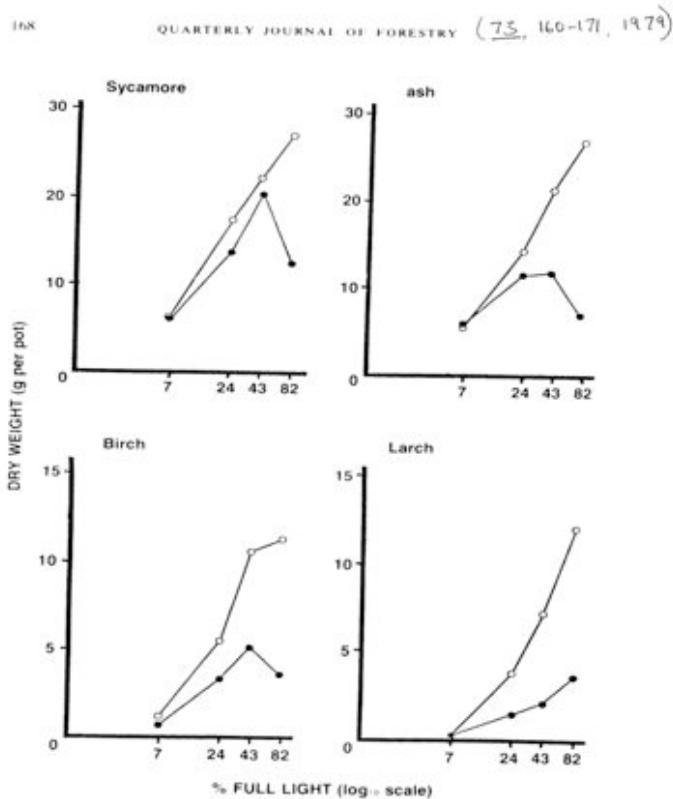 168
QUARTERLY JOURNAL OF FORESTRY (73, 160-171, 1979)
Sycamore
30
20
10
0
7 24 43 82
ash
30
20
10
0
7 24 43 82
DRY WEIGHT (g per pot)
Birch
15
10
5
0
7 24 43 82
Larch
15
10
5
0
7 24 43 82
% FULL LIGHT (log scale)